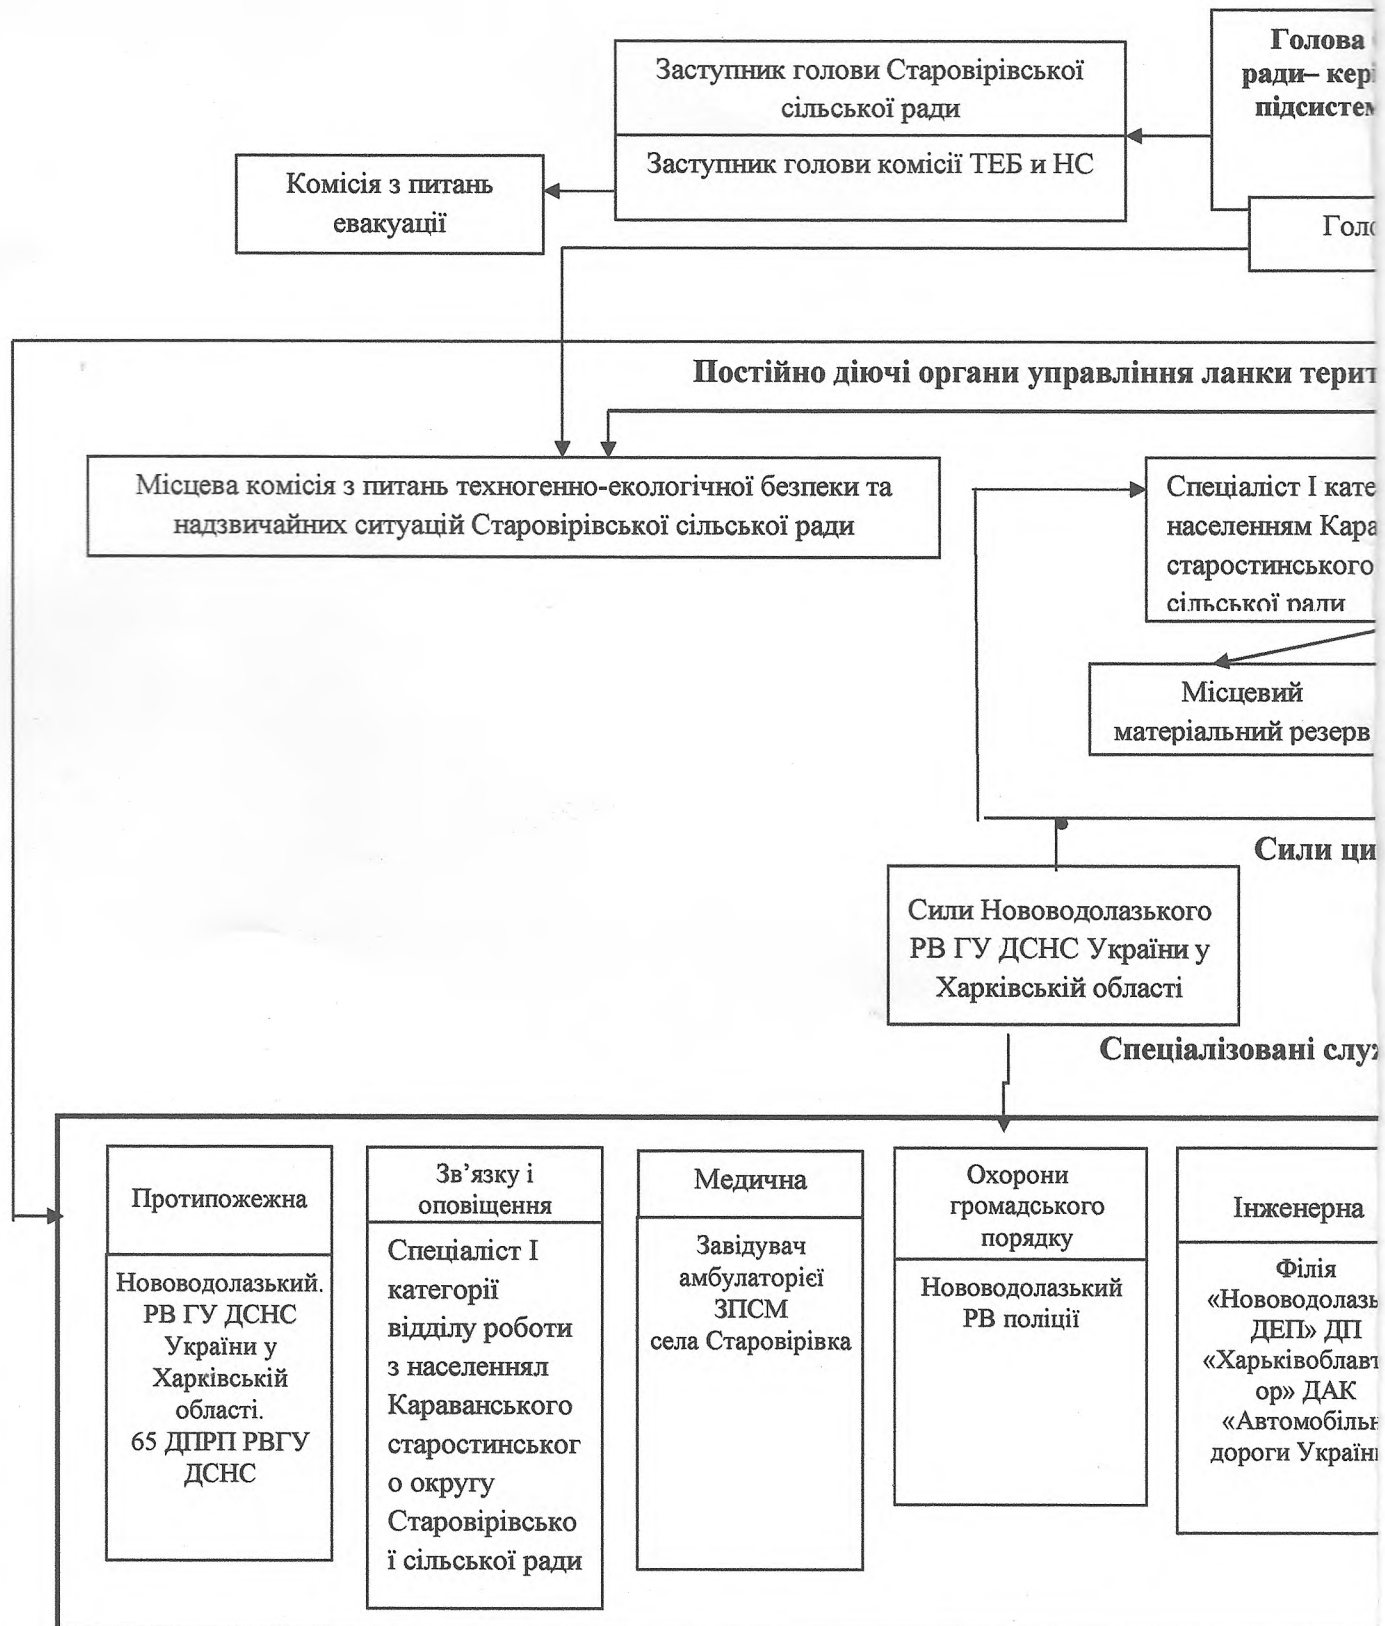 Голова
ради– кері
підсистем
Заступник голови Старовірівської
сільської ради
Заступник голови комісії ТЕБ и НС
Комісія з питань
евакуації
Голо
Постійно діючі органи управління ланки терит
Місцева комісія з питань техногенно-екологічної безпеки та
надзвичайних ситуацій Старовірівської сільської ради
Спеціаліст І кате
населенням Кара
старостинського
сільської ради
Місцевий
матеріальний резерв
Сили ци
Сили Нововодолазького
РВ ГУ ДСНС України у
Харківській області
Спеціалізовані служ
Протипожежна
Нововодолазький.
РВ ГУ ДСНС
України у
Харківській
області.
65 ДПРП РВГУ
ДСНС
Зв’язку і
оповіщення
Спеціаліст І
категорії
відділу роботи
з населеннял
Караванського
старостинськог
о округу
Старовірівсько
ї сільської ради
Медична
Завідувач
амбулаторієї
ЗПСМ
села Старовірівка
Охорони
громадського
порядку
Нововодолазький
РВ поліції
Інженерна
Філія
«Нововодолазь
ДЕП» ДП
«Харьківоблавт
ор» ДАК
«Автомобільн
дороги Україн